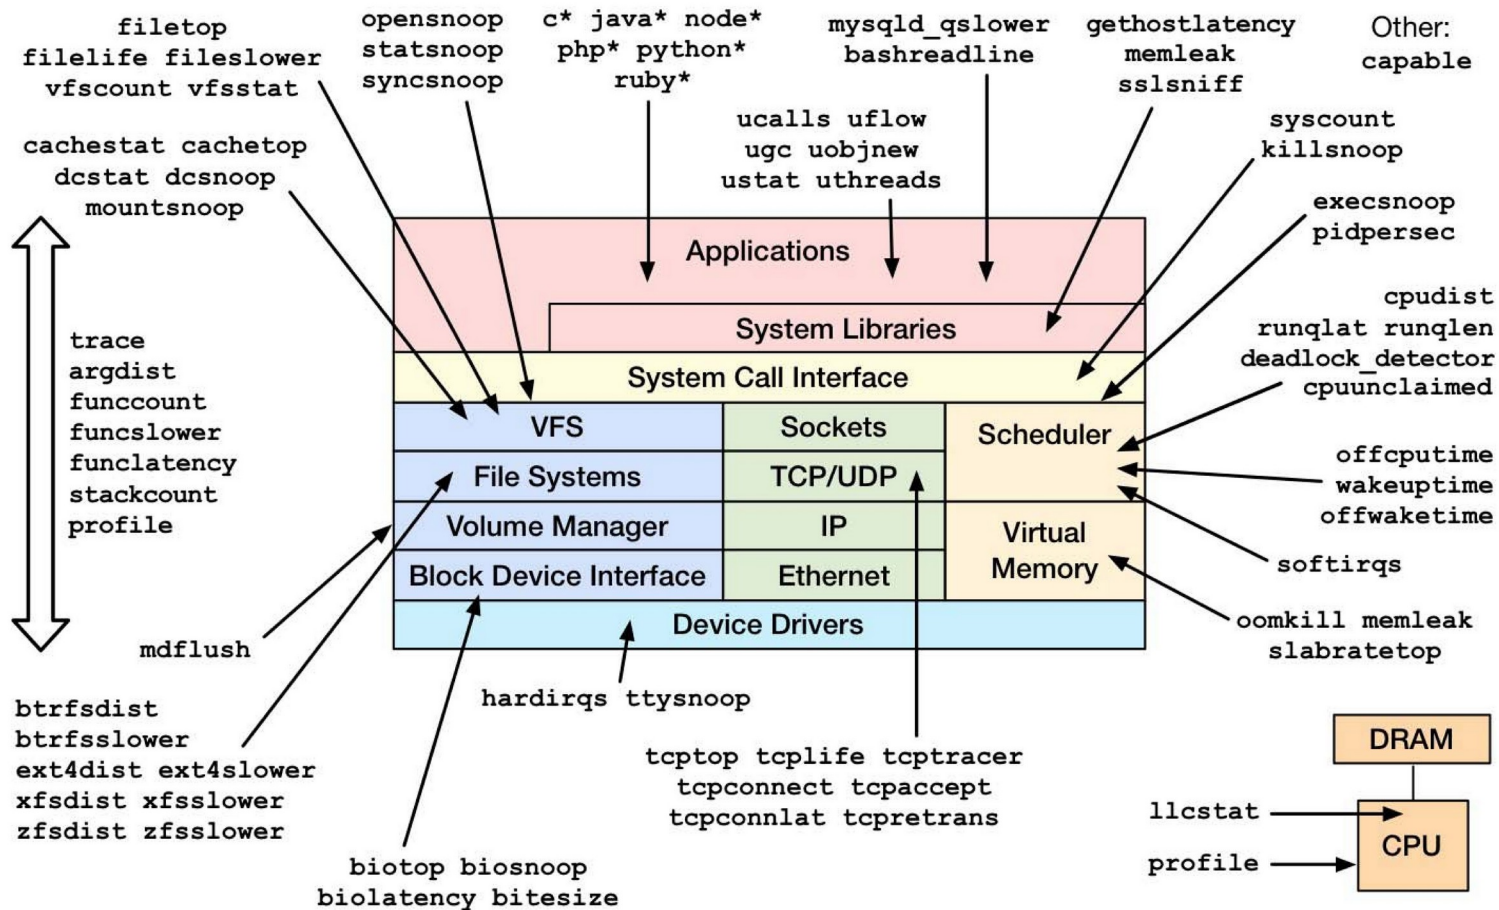 filetop
filelife fileslower
vfscount vfsstat
opensnoop
statsnoop
syncsnoop
c* java* node*
php* python*
ruby*
mysqld_qslower
bashreadline
gethostlatency
memleak
sslsniff
Other:
capable
cachestat cachetop
dcstat dcsnoop
mountsnoop
ucalls uflow
ugc uobjnew
ustat uthreads
syscount
killsnoop
execsnoop
pidpersec
Applications
System Libraries
System Call Interface
VFS
Sockets
Scheduler
File Systems
TCP/UDP
Volume Manager
IP
Virtual
Memory
Block Device Interface
Ethernet
Device Drivers
trace
argdist
funccount
funcslower
funclatency
stackcount
profile
cpudist
runqlat runqlen
deadlock_detector
cpuunclaimed
offcputime
wakeuptime
offwaketime
softirqs
oomkill memleak
slabratetop
mdflush
btrfsdist
btrfsslower
ext4dist ext4slower
xfsdist xfsslower
zfsdist zfsslower
hardirqs ttysnoop
biotop biosnoop
biolatency bitesize
tcptop tcplife tcptracer
tcpconnect tcpaccept
tcpconnlat tcpretrans
DRAM
llcstat
CPU
profile